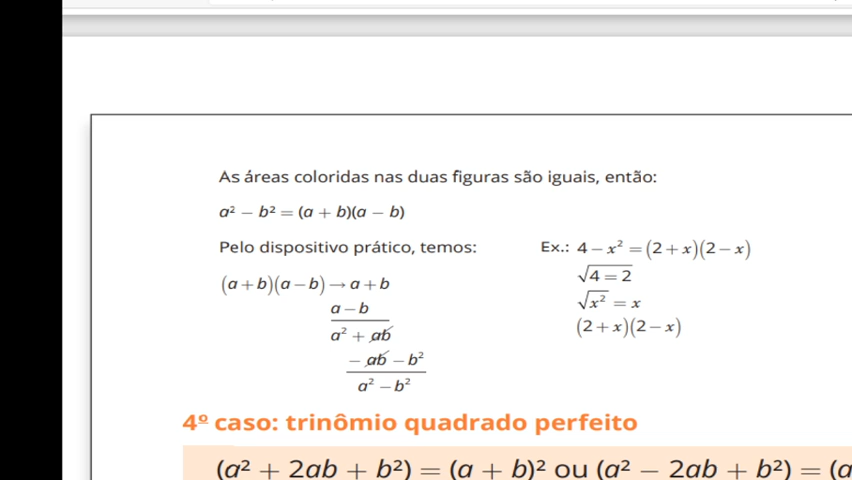 As áreas coloridas nas duas figuras são iguais, então:
a² − b² = (a + b)(a − b)
Pelo dispositivo prático, temos:
(a + b)(a − b) → a + b
a − b
a² + ab
− ab − b²
a² − b²
Ex.: 4 − x² = (2 + x)(2 − x)
√4 = 2
√x² = x
(2 + x)(2 − x)
4º caso: trinômio quadrado perfeito
(a² + 2ab + b²) = (a + b)² ou (a² − 2ab + b²) = (a